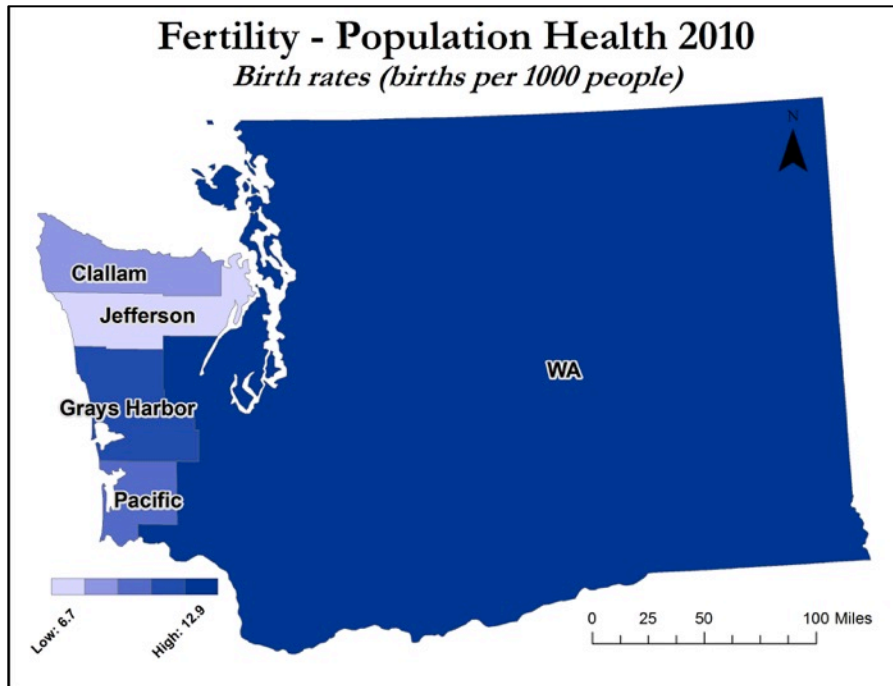 Fertility - Population Health 2010
Birth rates (births per 1000 people)
N
Clallam
Jefferson
WA
Grays Harbor
Pacific
Low: 6.7
High: 12.9
0 25 50 100 Miles